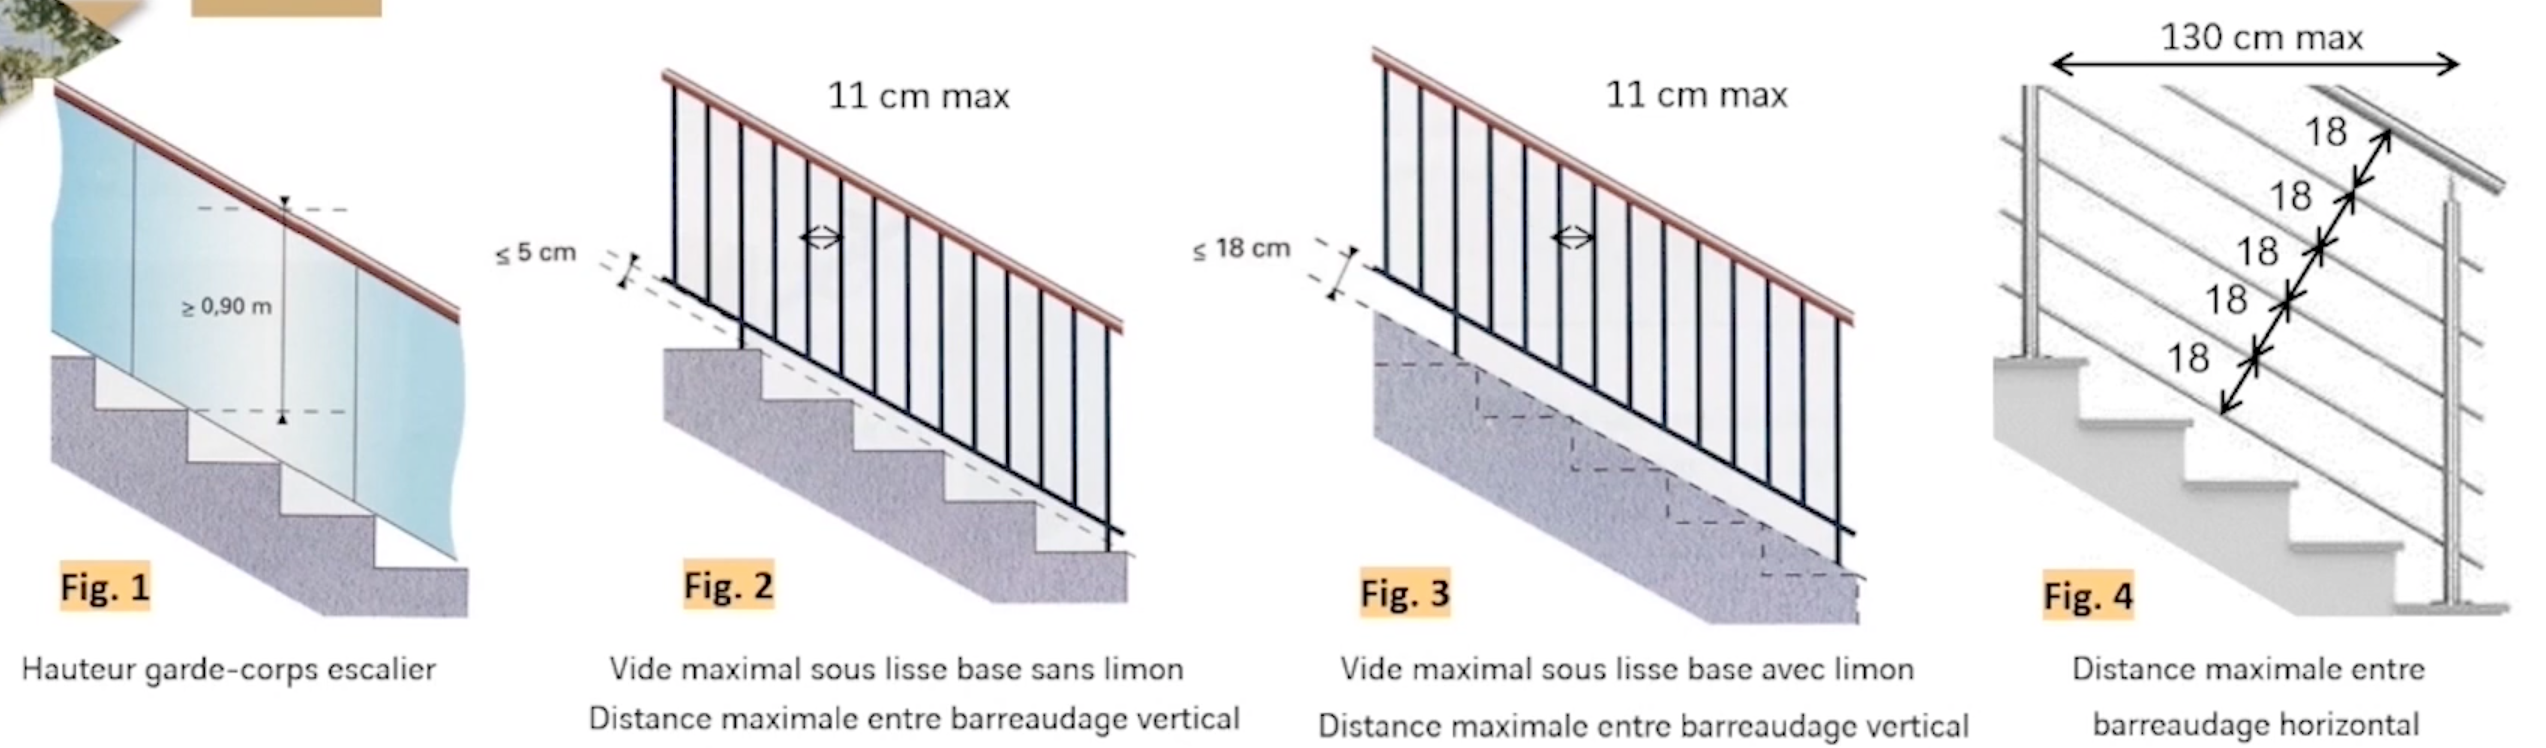 ≥ 0,90 m
Fig. 1
Hauteur garde-corps escalier
11 cm max
≤ 5 cm
Fig. 2
Vide maximal sous lisse base sans limon
Distance maximale entre barreaudage vertical
11 cm max
≤ 18 cm
Fig. 3
Vide maximal sous lisse base avec limon
Distance maximale entre barreaudage vertical
130 cm max
18
18
18
18
18
Fig. 4
Distance maximale entre
barreaudage horizontal